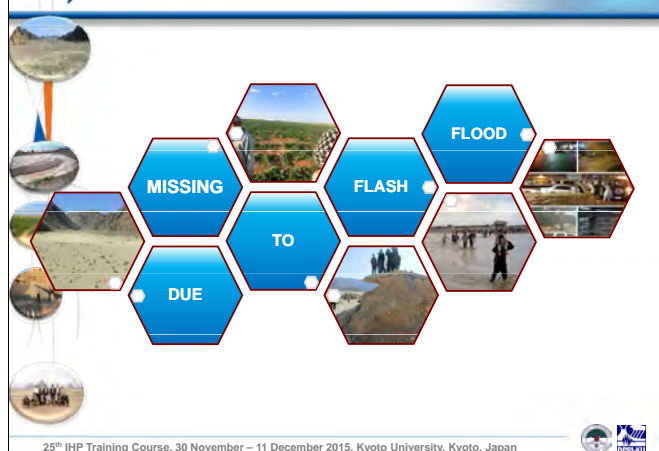 MISSING
DUE
TO
FLASH
FLOOD
25th IHP Training Course, 30 November – 11 December 2015, Kyoto University, Kyoto, Japan